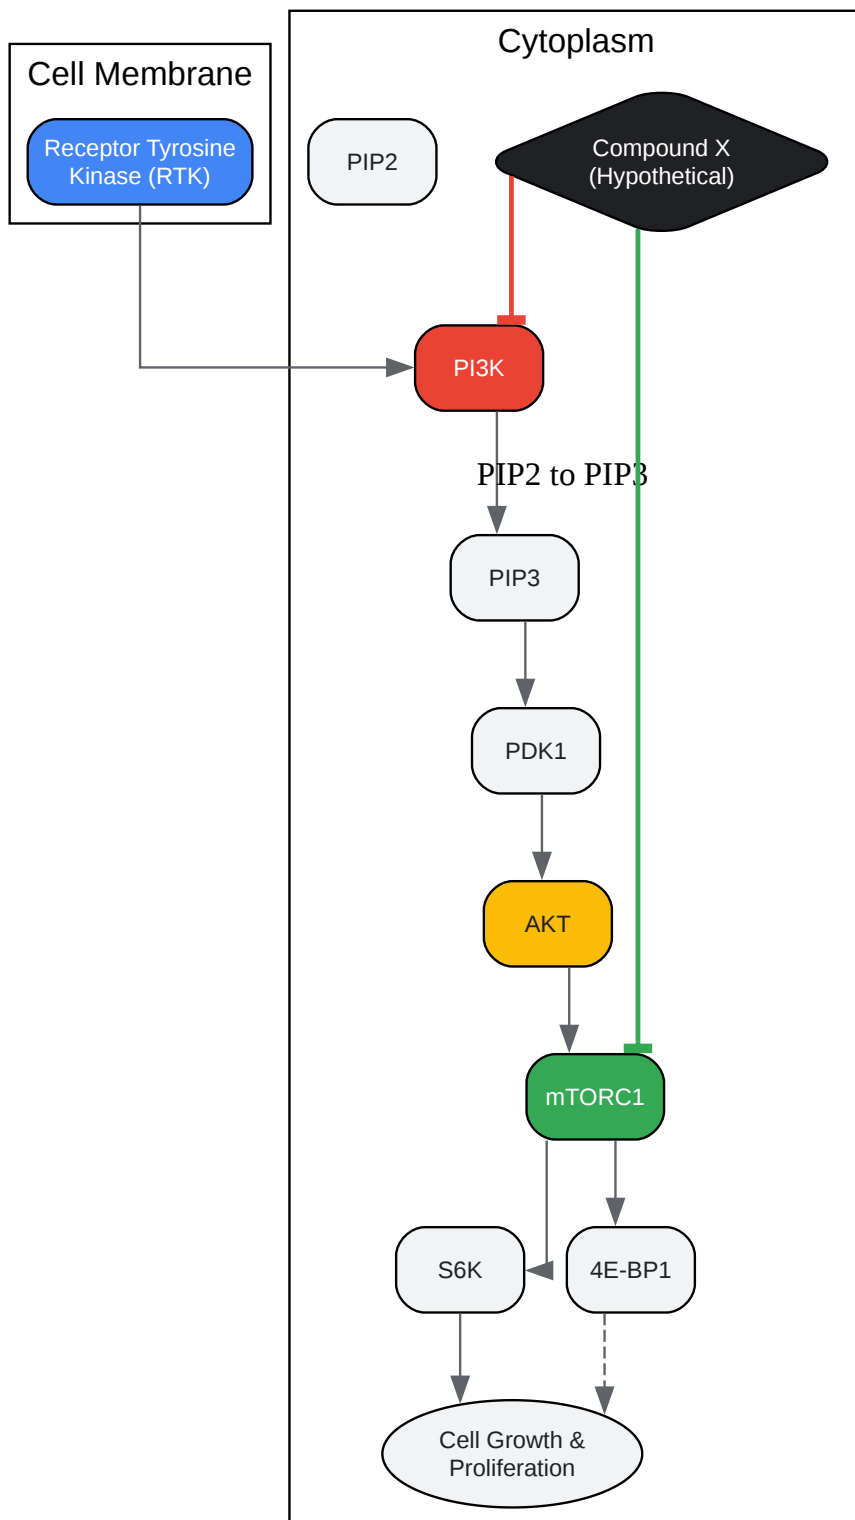 Cytoplasm
Cell Membrane
Receptor Tyrosine
Kinase (RTK)
PIP2
Compound X
(Hypothetical)
PI3K
PIP2 to PIP3
PIP3
PDK1
AKT
mTORC1
S6K
4E-BP1
Cell Growth &
Proliferation